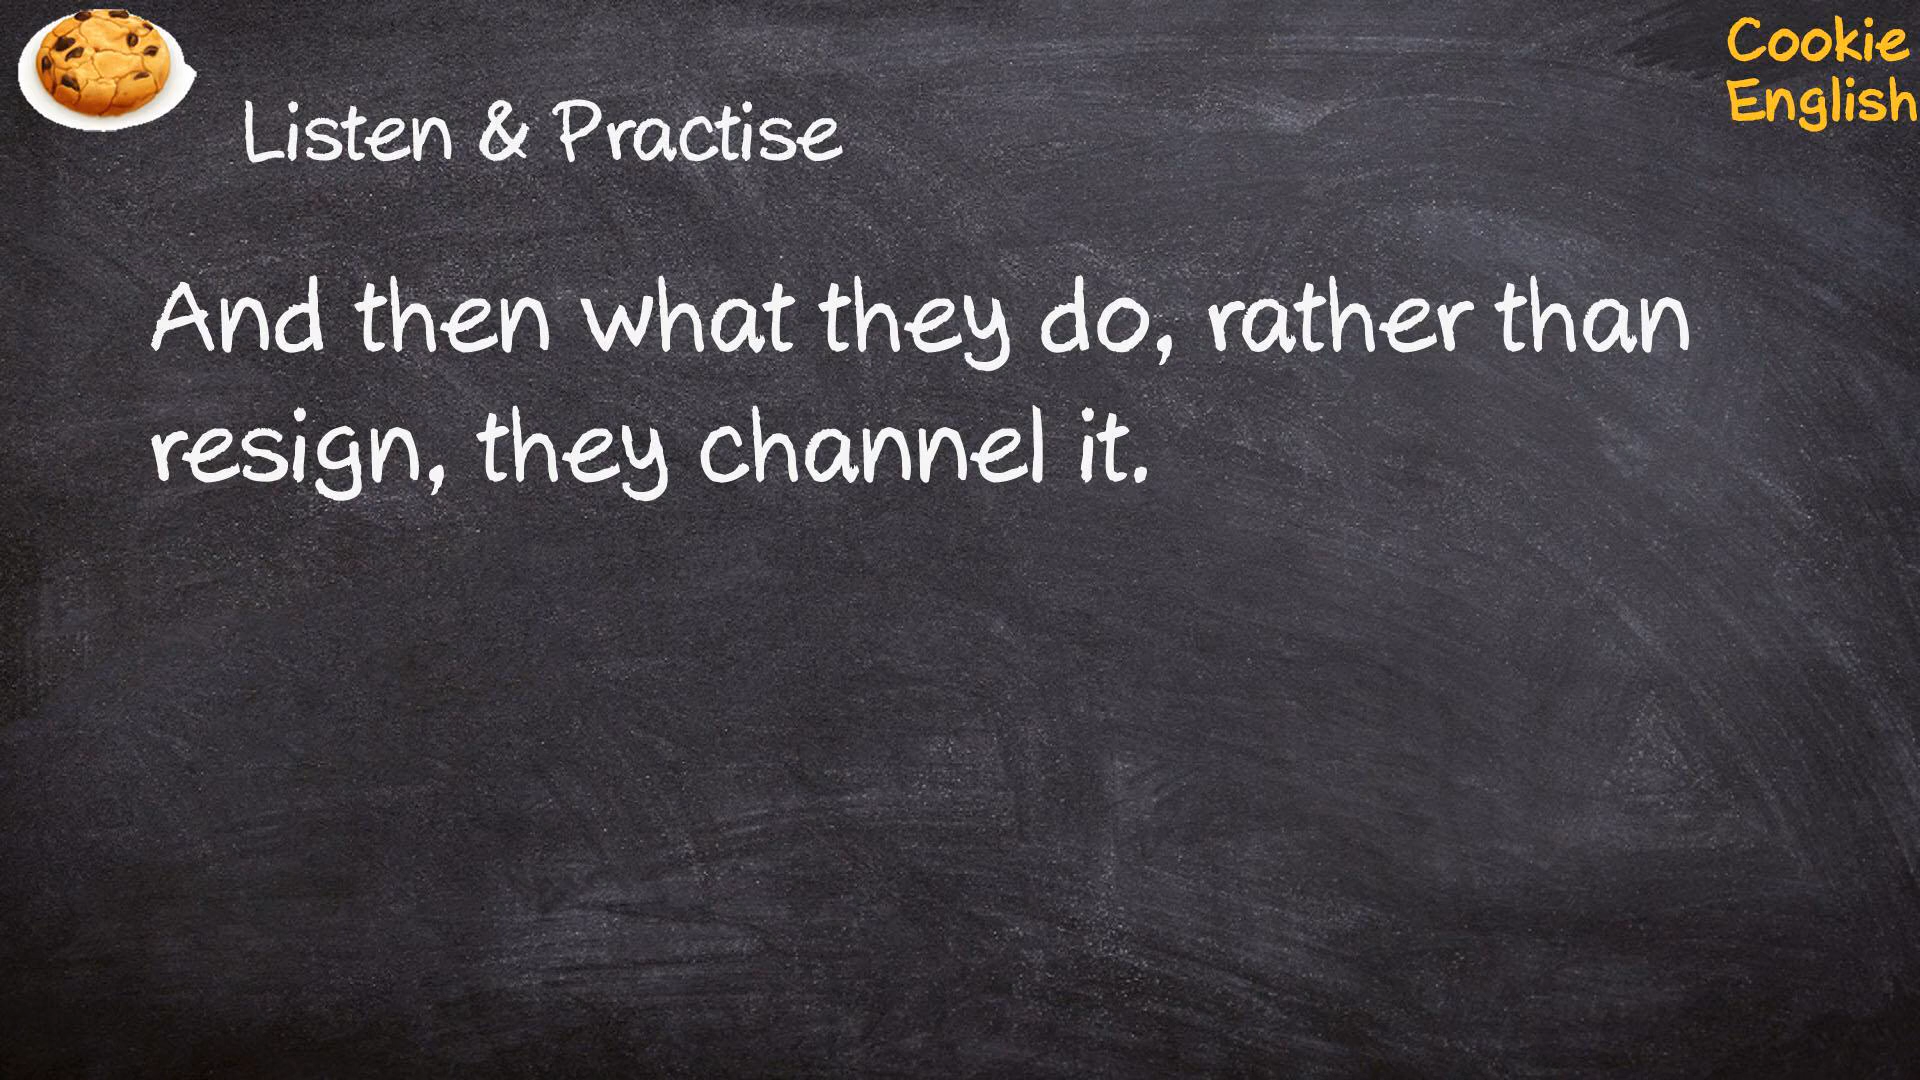 Cookie
English
Listen & Practise
And then what they do, rather than
resign, they channel it.